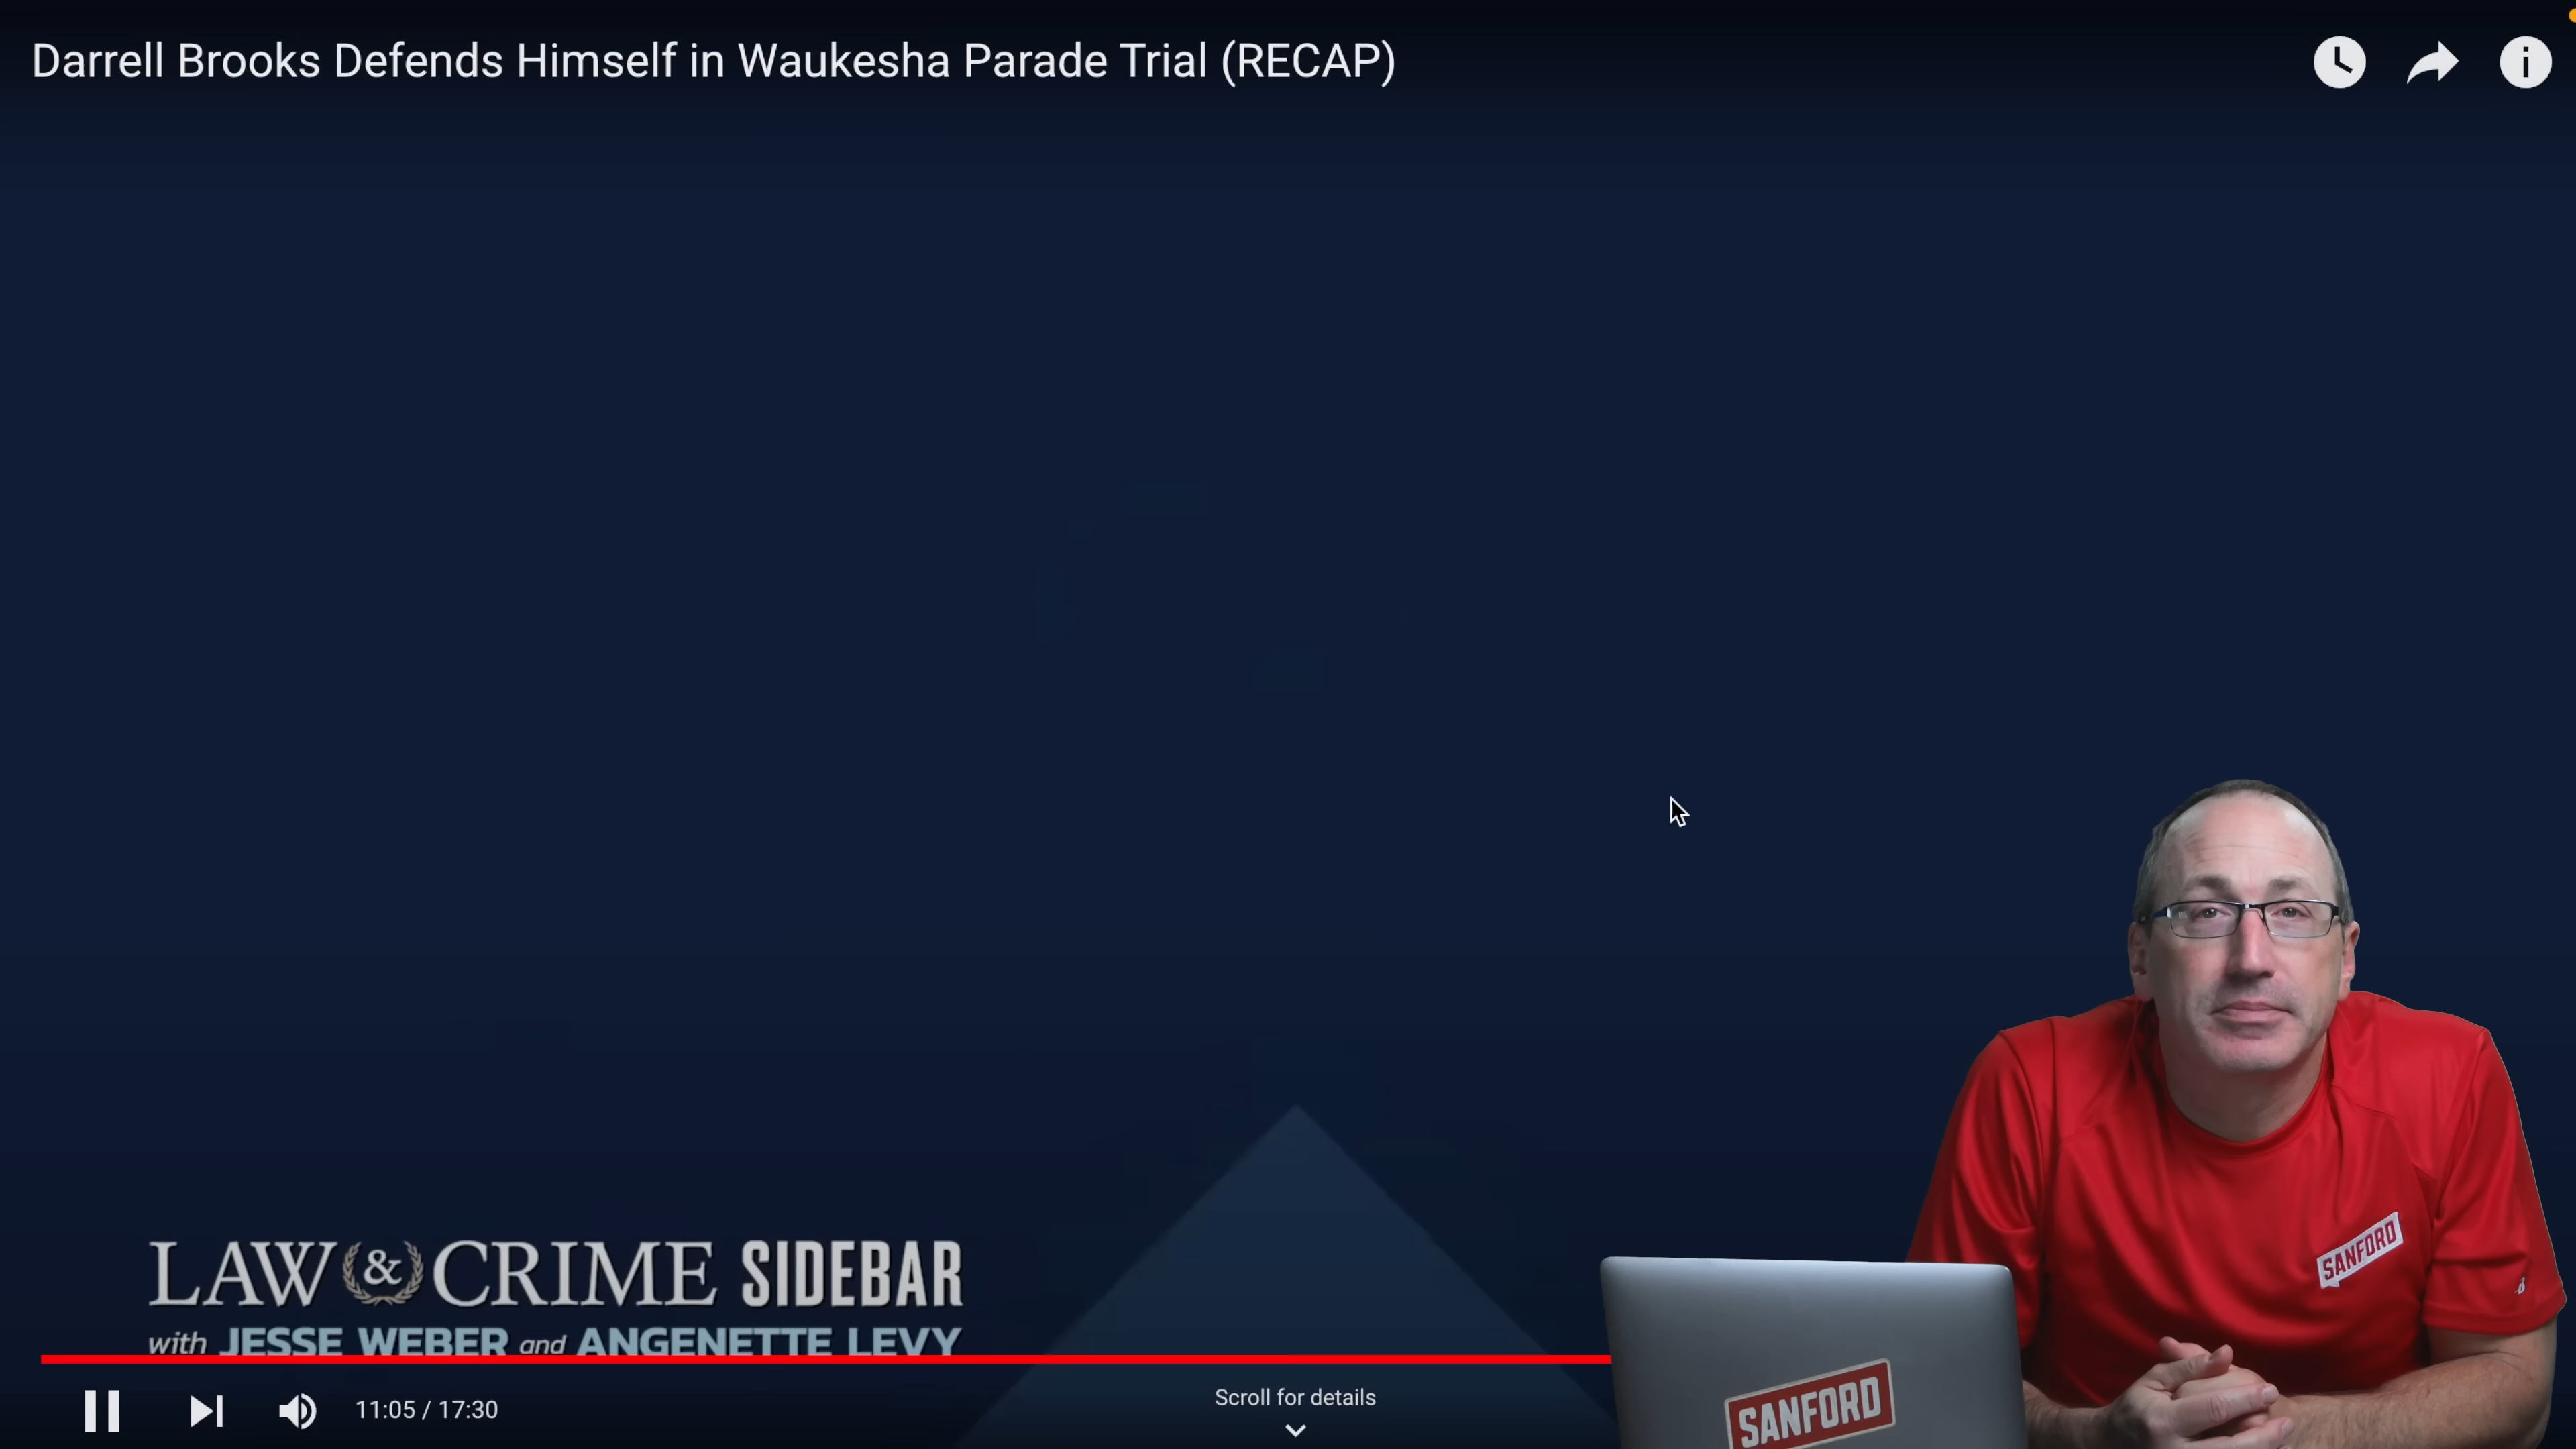 Darrell Brooks Defends Himself in Waukesha Parade Trial (RECAP)
LAW & CRIME SIDEBAR
with JESSE WEBER and ANGENETTE LEVY
11:05 / 17:30
Scroll for details
SANFORD
SANFORD